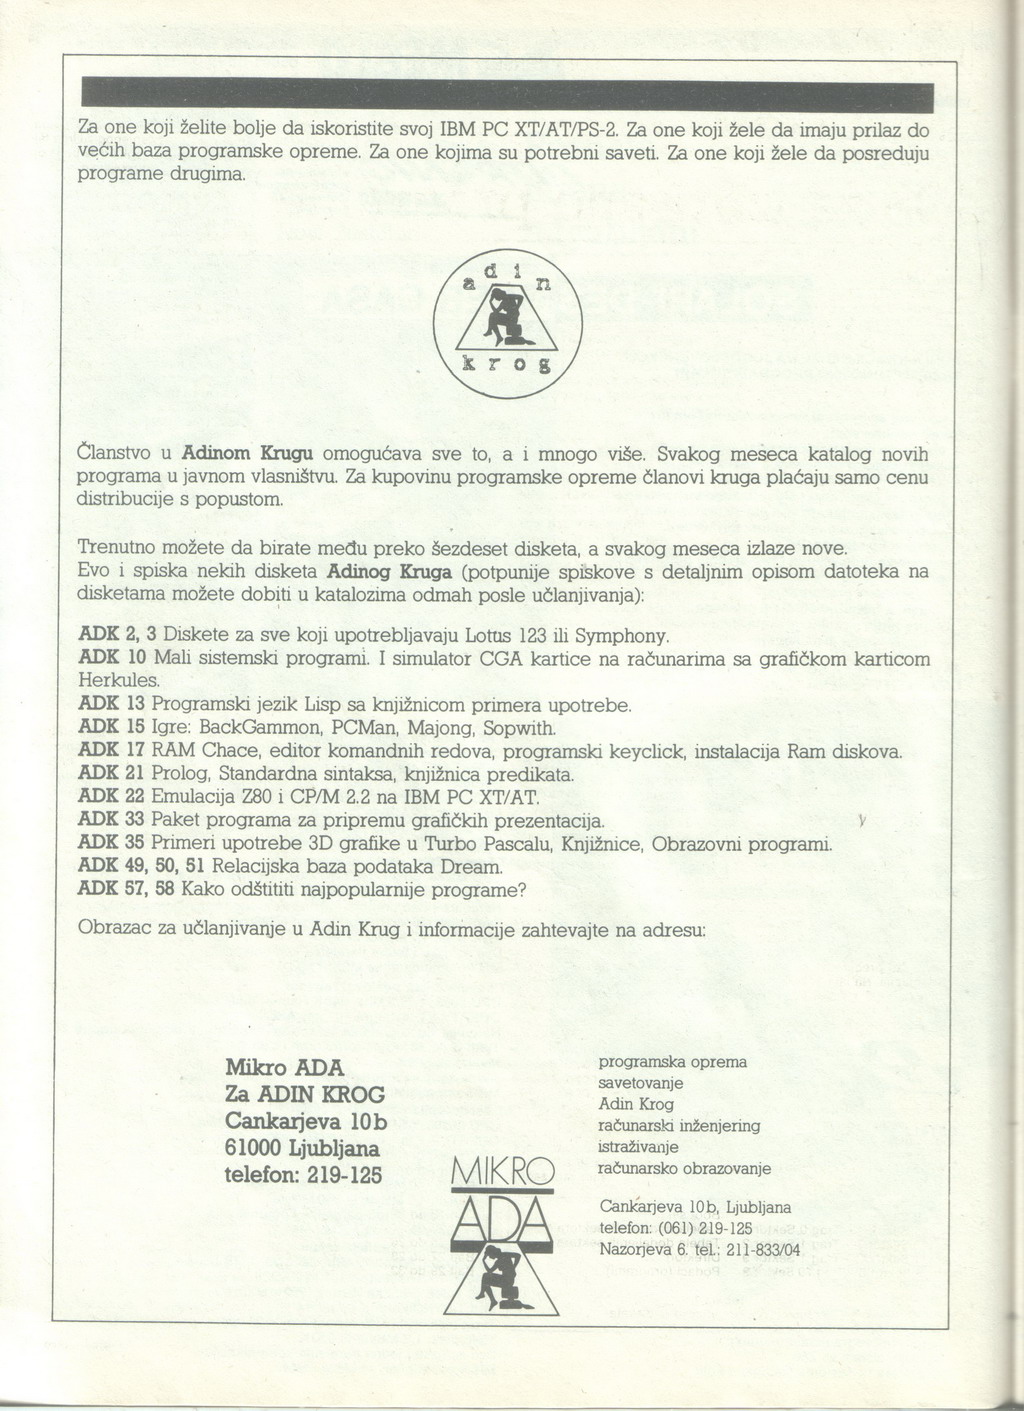 Za one koji želite bolje da iskoristite svoj IBM PC XT/AT/PS-2. Za one koji žele da imaju prilaz do
većih baza programske opreme. Za one kojima su potrebni saveti. Za one koji žele da posreduju
programe drugima.
adin
krog
Članstvo u Adinom Krugu omogućava sve to, a i mnogo više. Svakog meseca katalog novih
programa u javnom vlasništvu. Za kupovinu programske opreme članovi kruga plaćaju samo cenu
distribucije s popustom.
Trenutno možete da birate među preko šezdeset disketa, a svakog meseca izlaze nove.
Evo i spiska nekih disketa Adinog Kruga (potpunije spiskove s detaljnim opisom datoteka na
disketama možete dobiti u katalozima odmah posle učlanjivanja):
ADK 2, 3 Diskete za sve koji upotrebljavaju Lotus 123 ili Symphony.
ADK 10 Mali sistemski programi. I simulator CGA kartice na računarima sa grafičkom karticom
Herkules.
ADK 13 Programski jezik Lisp sa knjižnicom primera upotrebe.
ADK 15 Igre: BackGammon, PCMan, Majong, Sopwith.
ADK 17 RAM Chace, editor komandnih redova, programski keyclick, instalacija Ram diskova.
ADK 21 Prolog, Standardna sintaksa, knjižnica predikata.
ADK 22 Emulacija Z80 i CP/M 2.2 na IBM PC XT/AT.
ADK 33 Paket programa za pripremu grafičkih prezentacija.
ADK 35 Primeri upotrebe 3D grafike u Turbo Pascalu, Knjižnice, Obrazovni programi.
ADK 49, 50, 51 Relacijska baza podataka Dream.
ADK 57, 58 Kako odštititi najpopularnije programe?
Obrazac za učlanjivanje u Adin Krug i informacije zahtevajte na adresu:
Mikro ADA
Za ADIN KROG
Cankarjeva 10b
61000 Ljubljana
telefon: 219-125
MIKRO
ADA
programska oprema
savetovanje
Adin Krog
računarski inženjering
istraživanje
računarsko obrazovanje
Cankarjeva 10b, Ljubljana
telefon: (061) 219-125
Nazorjeva 6. tel.: 211-833/04